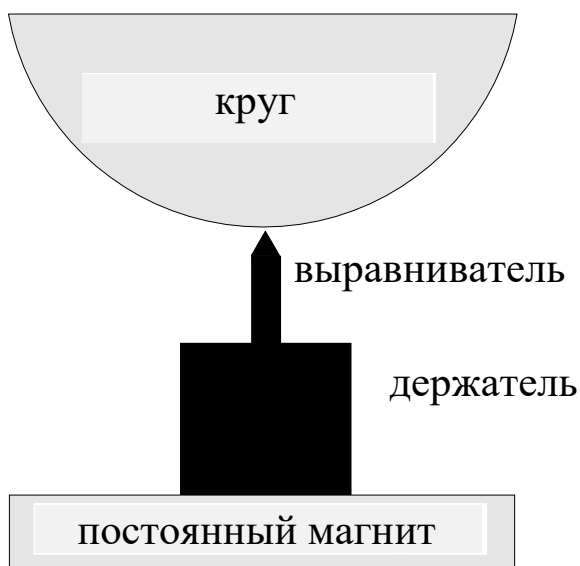 круг
выравниватель
держатель
постоянный магнит